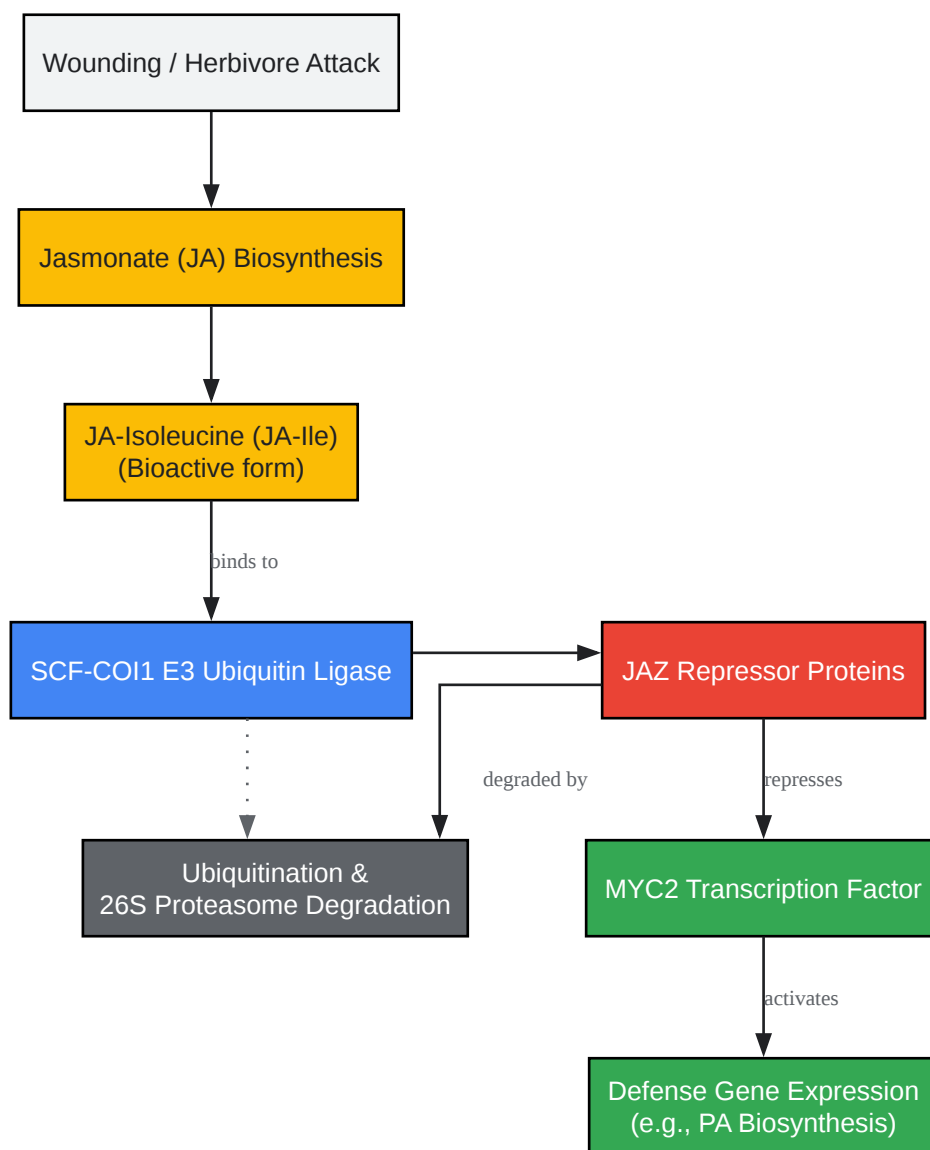 Wounding / Herbivore Attack
Jasmonate (JA) Biosynthesis
JA-Isoleucine (JA-Ile)
(Bioactive form)
binds to
SCF-COI1 E3 Ubiquitin Ligase
JAZ Repressor Proteins
degraded by
represses
Ubiquitination &
26S Proteasome Degradation
MYC2 Transcription Factor
activates
Defense Gene Expression
(e.g., PA Biosynthesis)